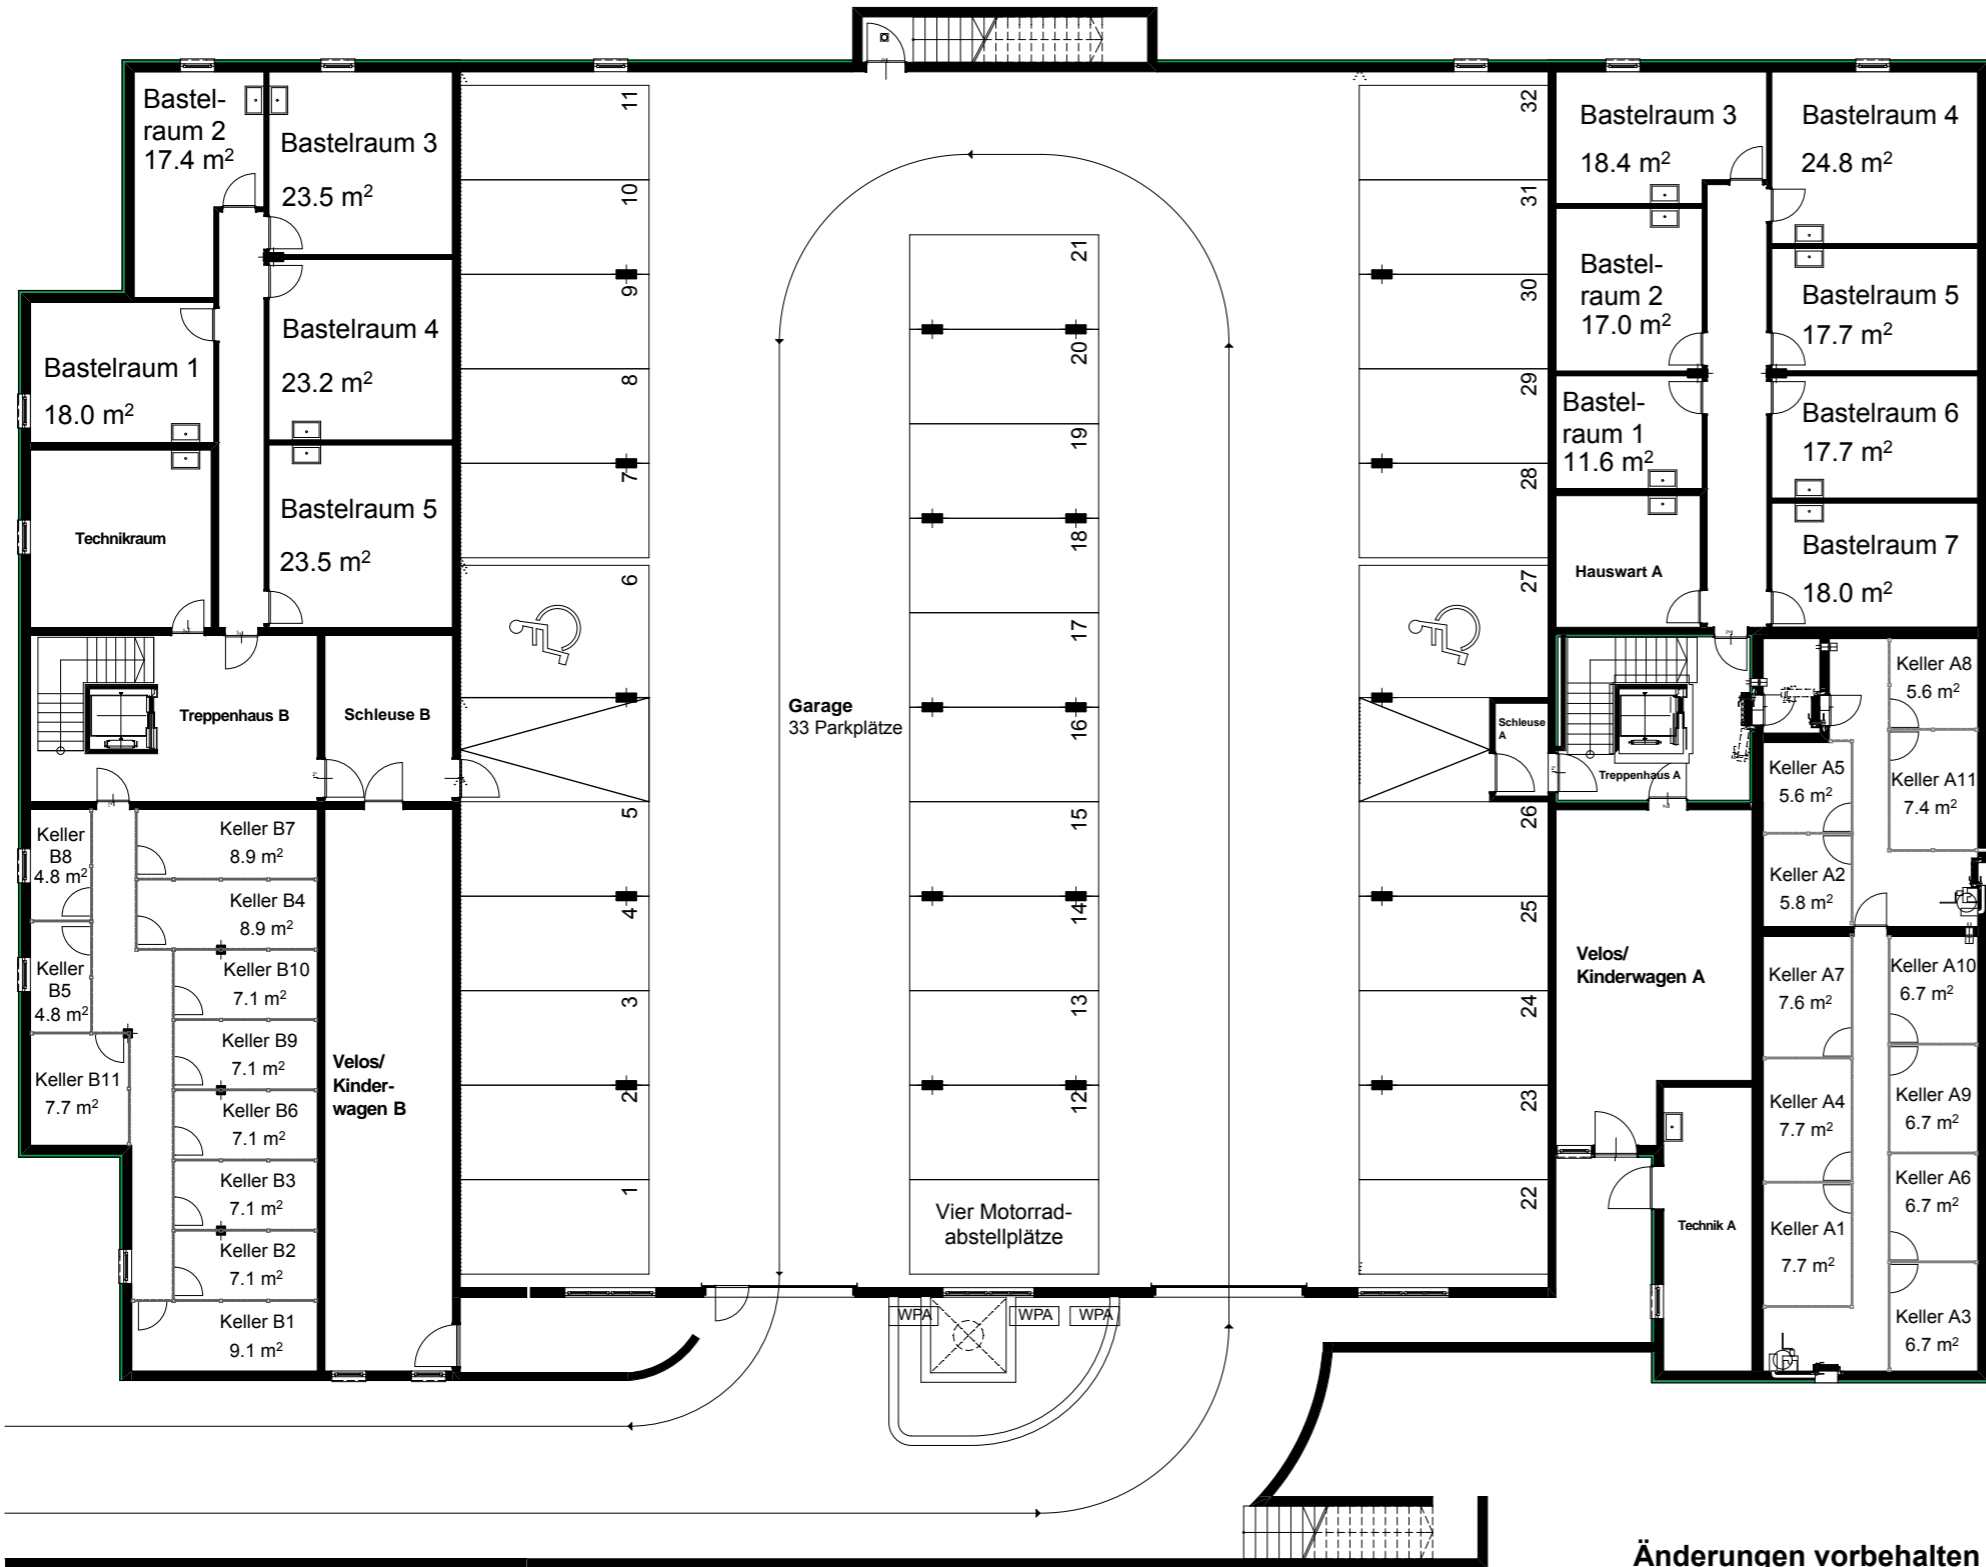 Bastel-
raum 2
17.4 m²
Bastelraum 3
23.5 m²
Bastelraum 4
23.2 m²
Bastelraum 1
18.0 m²
Bastelraum 5
23.5 m²
Technikraum
Treppenhaus B
Schleuse B
Keller
B8
4.8 m²
Keller B7
8.9 m²
Keller B4
8.9 m²
Keller
B5
4.8 m²
Keller B10
7.1 m²
Keller B9
7.1 m²
Keller B11
7.7 m²
Keller B6
7.1 m²
Keller B3
7.1 m²
Keller B2
7.1 m²
Keller B1
9.1 m²
Velos/
Kinder-
wagen B
11
10
9
8
7
6
5
4
3
2
1
Garage
33 Parkplätze
21
20
19
18
17
16
15
14
13
12
Vier Motorrad-
abstellplätze
WPA
WPA
WPA
32
31
30
29
28
27
26
25
24
23
22
Bastelraum 3
18.4 m²
Bastelraum 4
24.8 m²
Bastel-
raum 2
17.0 m²
Bastelraum 5
17.7 m²
Bastel-
raum 1
11.6 m²
Bastelraum 6
17.7 m²
Hauswart A
Bastelraum 7
18.0 m²
Schleuse
A
Treppenhaus A
Keller A8
5.6 m²
Keller A5
5.6 m²
Keller A11
7.4 m²
Keller A2
5.8 m²
Velos/
Kinderwagen A
Keller A7
7.6 m²
Keller A10
6.7 m²
Keller A4
7.7 m²
Keller A9
6.7 m²
Keller A6
6.7 m²
Keller A1
7.7 m²
Keller A3
6.7 m²
Technik A
Änderungen vorbehalten